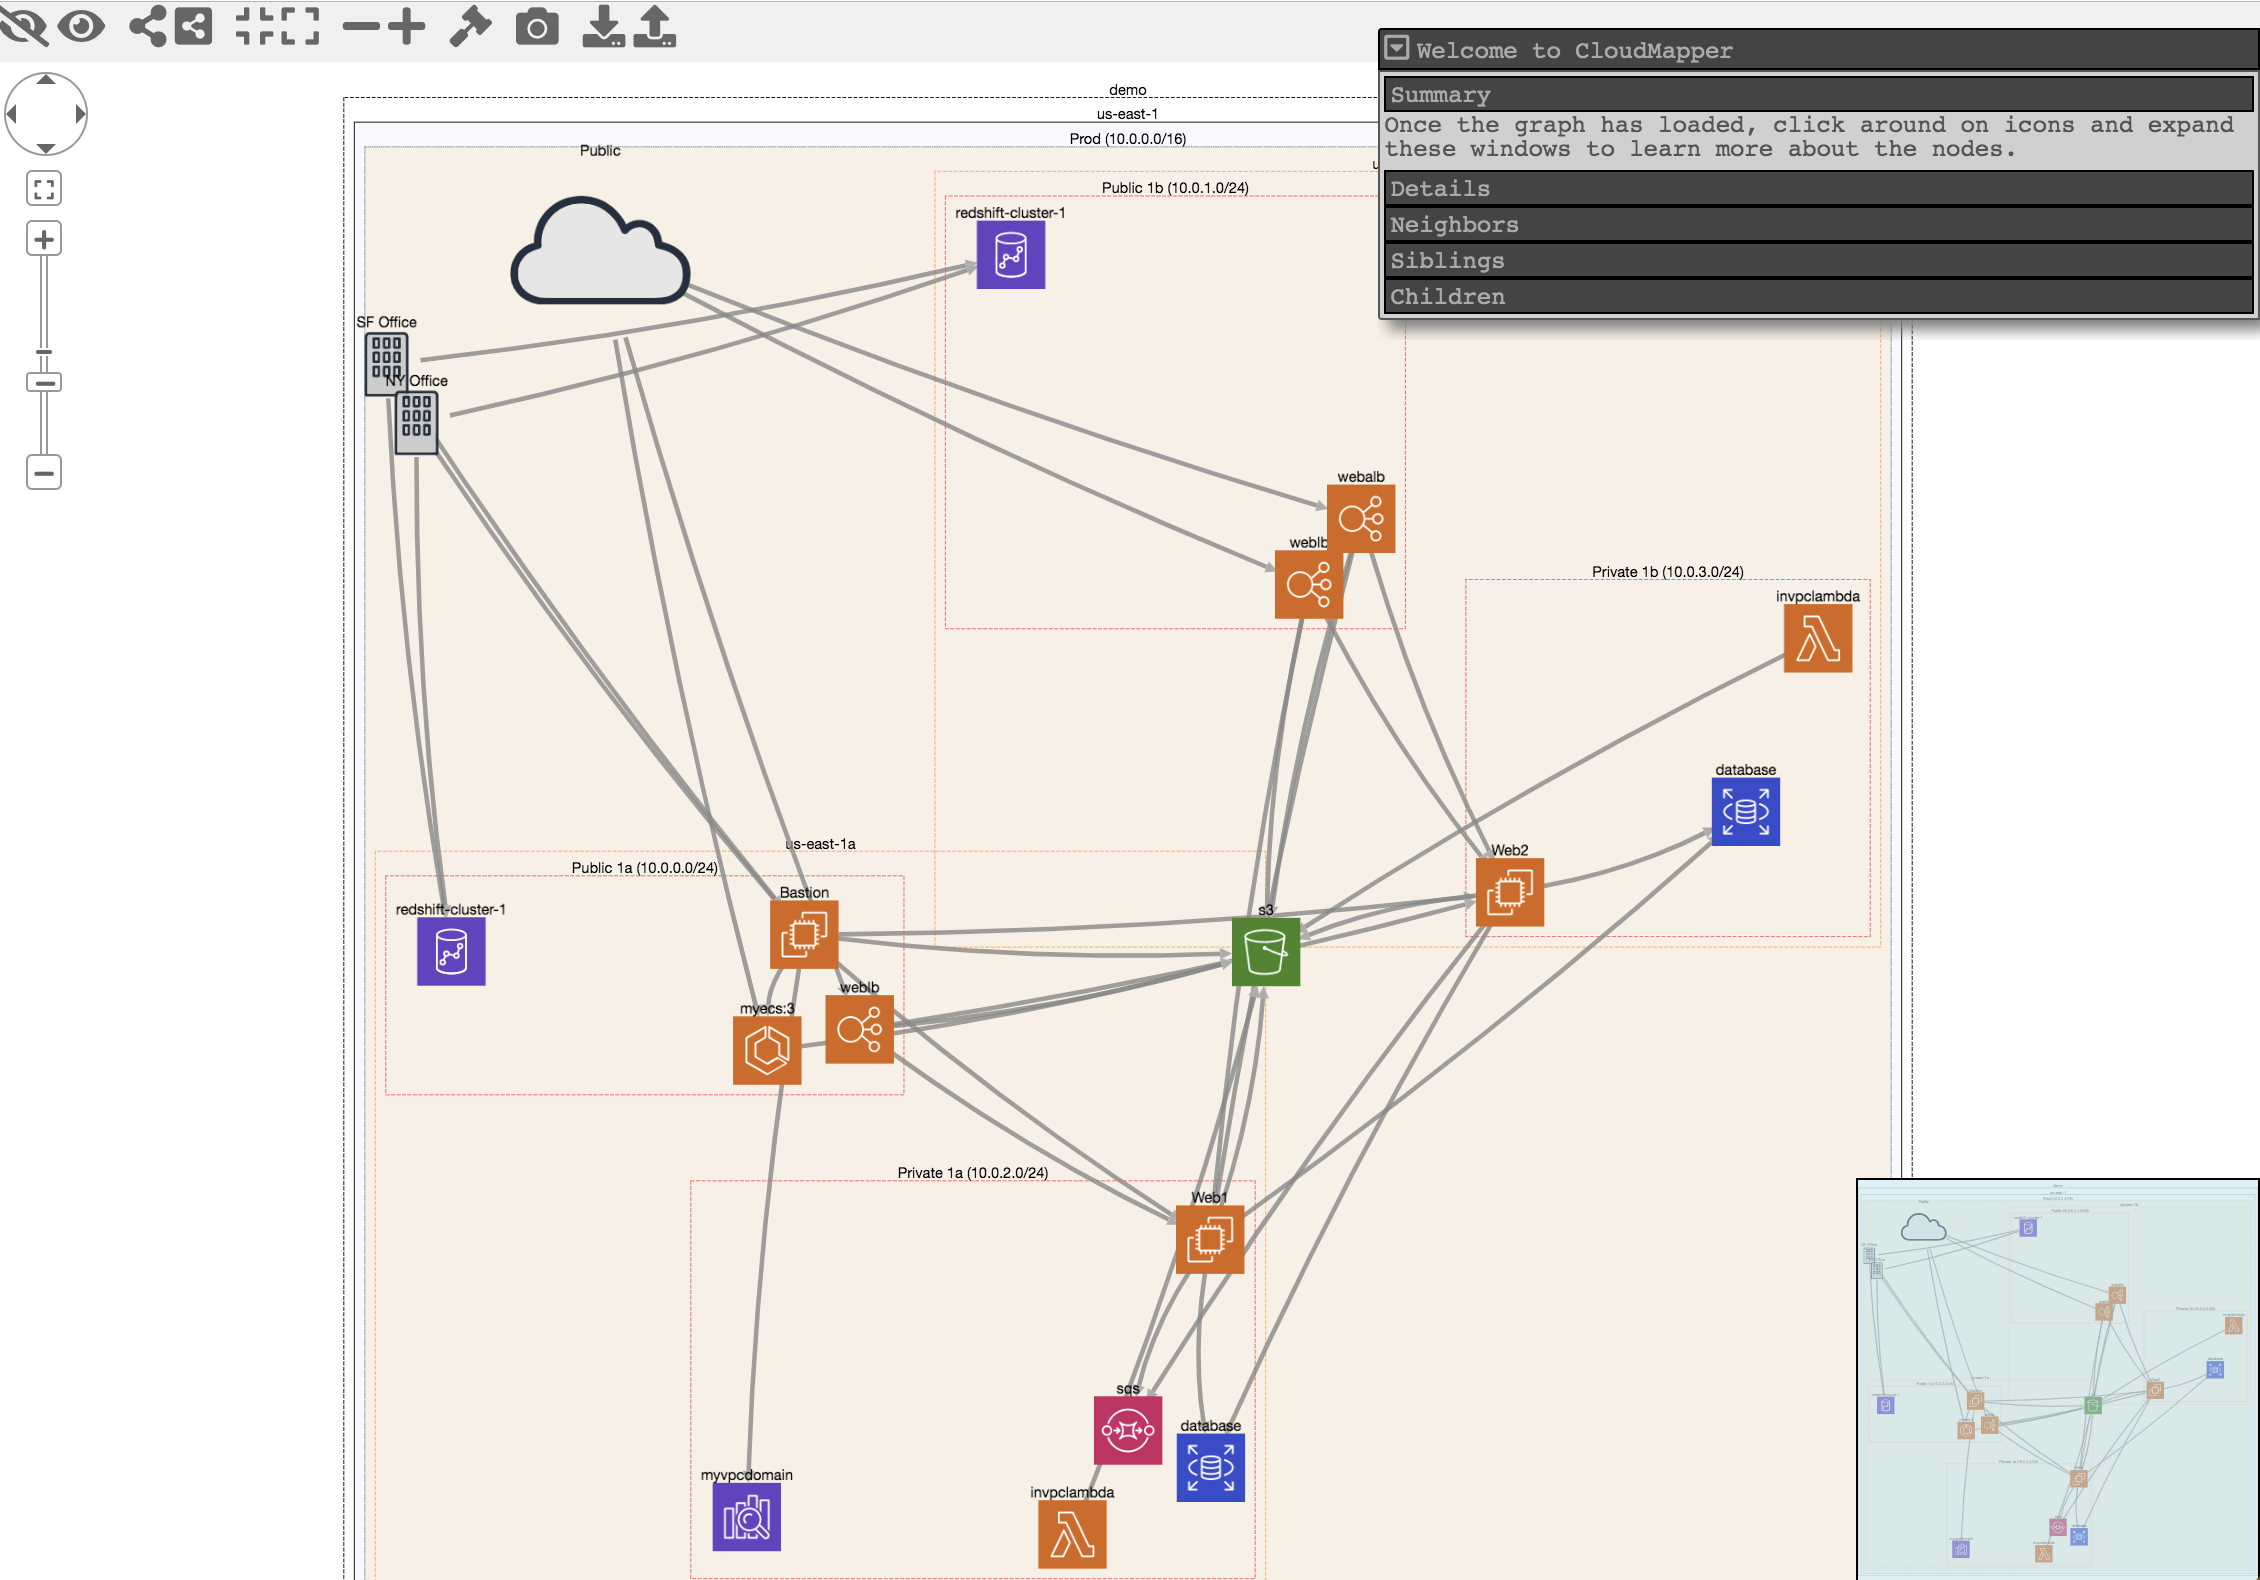 Welcome to CloudMapper
Summary
Once the graph has loaded, click around on icons and expand
these windows to learn more about the nodes.
Details
Neighbors
Siblings
Children
demo
us-east-1
Prod (10.0.0.0/16)
Public
Public 1b (10.0.1.0/24)
redshift-cluster-1
SF Office
NY Office
webalb
weblb
Private 1b (10.0.3.0/24)
invpclambda
database
us-east-1a
Web2
Public 1a (10.0.0.0/24)
Bastion
redshift-cluster-1
s3
weblb
myecs:3
Private 1a (10.0.2.0/24)
Web1
sqs
database
myvpcdomain
invpclambda